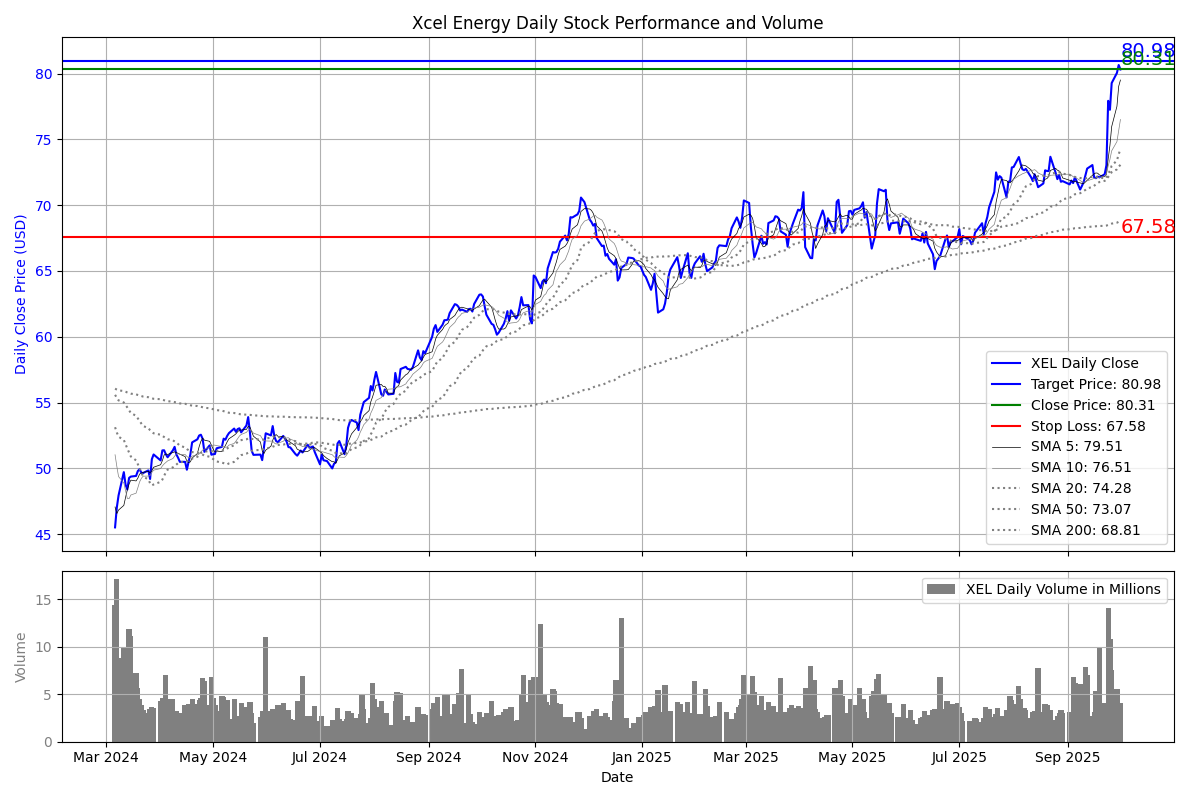 Xcel Energy Daily Stock Performance and Volume
80.98
80.31
80
75
70
67.58
65
60
55
50
45
Daily Close Price (USD)
XEL Daily Close
Target Price: 80.98
Close Price: 80.31
Stop Loss: 67.58
SMA 5: 79.51
SMA 10: 76.51
SMA 20: 74.28
SMA 50: 73.07
SMA 200: 68.81
XEL Daily Volume in Millions
15
10
5
0
Volume
Mar 2024
May 2024
Jul 2024
Sep 2024
Nov 2024
Jan 2025
Mar 2025
May 2025
Jul 2025
Sep 2025
Date